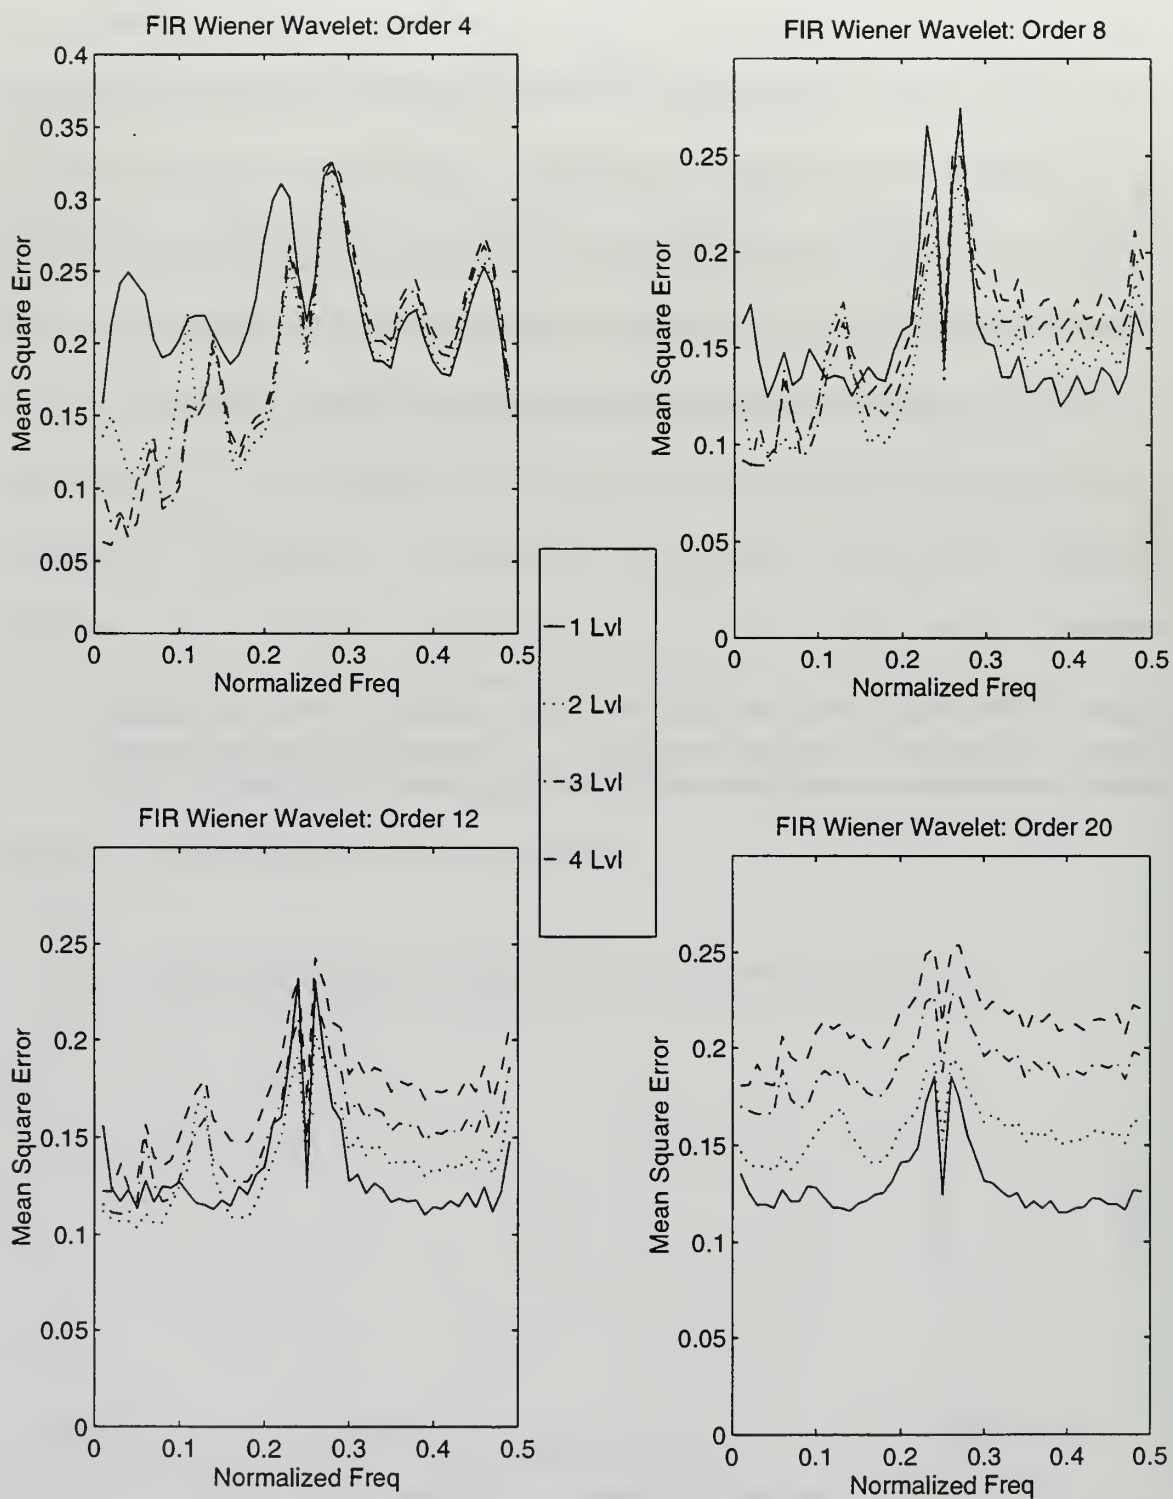 FIR Wiener Wavelet: Order 4
0.4
0.35
0.3
0.25
0.2
0.15
0.1
0.05
0
Mean Square Error
0 0.1 0.2 0.3 0.4 0.5
Normalized Freq
FIR Wiener Wavelet: Order 8
0.25
0.2
0.15
0.1
0.05
0
Mean Square Error
0 0.1 0.2 0.3 0.4 0.5
Normalized Freq
1 Lvl
2 Lvl
3 Lvl
4 Lvl
FIR Wiener Wavelet: Order 12
0.25
0.2
0.15
0.1
0.05
0
Mean Square Error
0 0.1 0.2 0.3 0.4 0.5
Normalized Freq
FIR Wiener Wavelet: Order 20
0.25
0.2
0.15
0.1
0.05
0
Mean Square Error
0 0.1 0.2 0.3 0.4 0.5
Normalized Freq